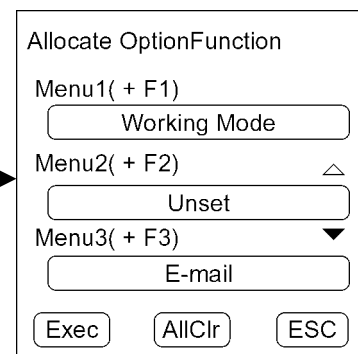 Allocate OptionFunction
Menu1( + F1)
Working Mode
Menu2( + F2)
Unset
Menu3( + F3)
E-mail
Exec AllClr ESC